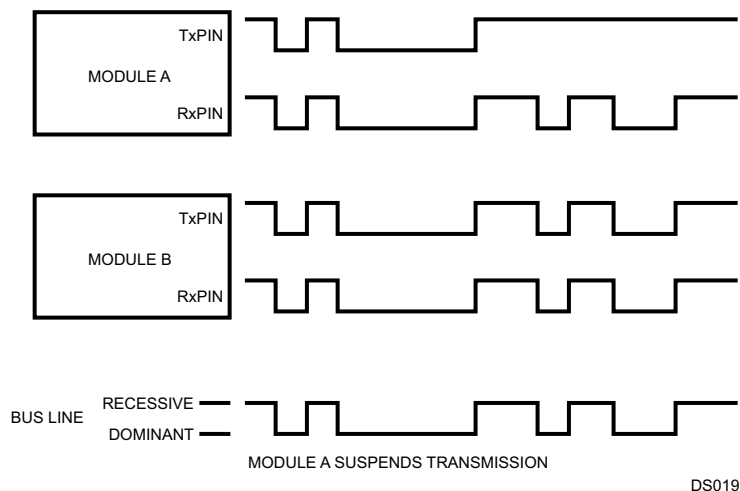 TxPIN
MODULE A
RxPIN
TxPIN
MODULE B
RxPIN
RECESSIVE
BUS LINE
DOMINANT
MODULE A SUSPENDS TRANSMISSION
DS019